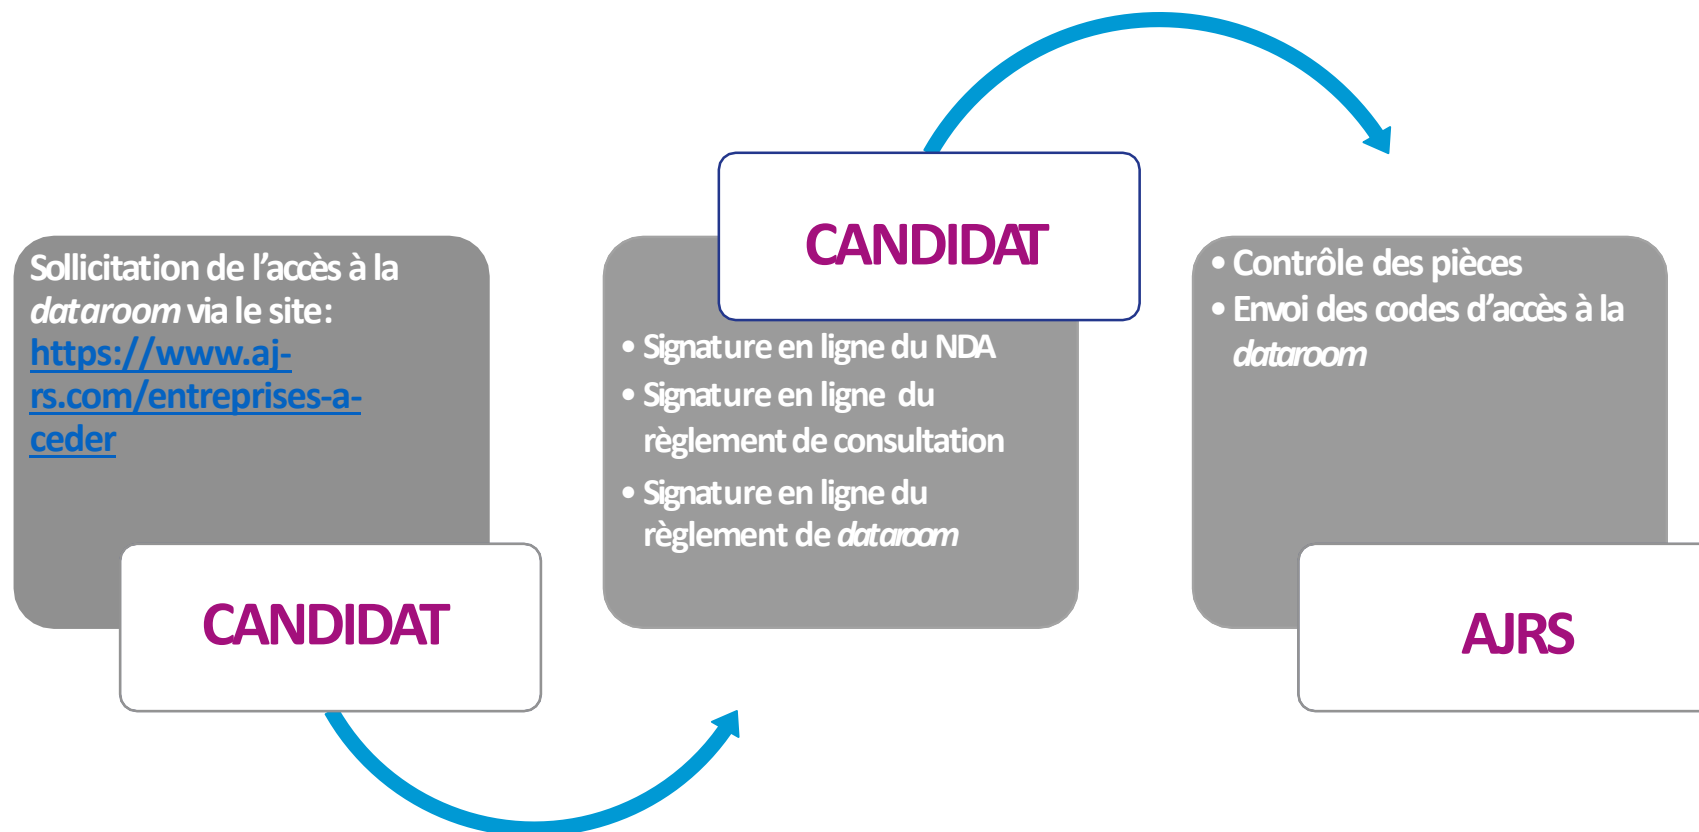 Sollicitation de l’accès à la
dataroom via le site:
https://www.aj-
rs.com/entreprises-a-
ceder
CANDIDAT
CANDIDAT
• Signature en ligne du NDA
• Signature en ligne du
règlement de consultation
• Signature en ligne du
règlement de dataroom
• Contrôle des pièces
• Envoi des codes d’accès à la
dataroom
AJRS